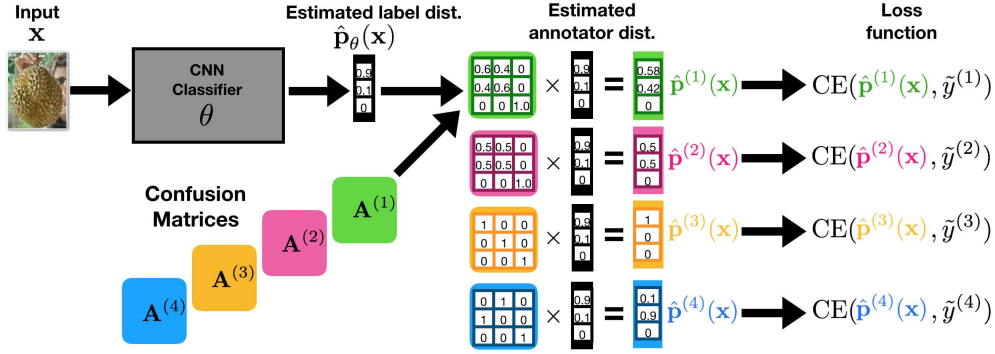 Input
x
CNN
Classifier
θ
Estimated label dist.
p̂_θ(x)
0.9
0.1
0
Confusion
Matrices
A^(1)
A^(2)
A^(3)
A^(4)
Estimated
annotator dist.
Loss
function
0.6 0.4 0
0.4 0.6 0
0 0 1.0
×
0.9
0.1
0
=
0.58
0.42
0
p̂^(1)(x)
CE(p̂^(1)(x), ỹ^(1))
0.5 0.5 0
0.5 0.5 0
0 0 1.0
×
0.9
0.1
0
=
0.5
0.5
0
p̂^(2)(x)
CE(p̂^(2)(x), ỹ^(2))
1 0 0
0 1 0
0 0 1
×
0.9
0.1
0
=
1
0
0
p̂^(3)(x)
CE(p̂^(3)(x), ỹ^(3))
0 1 0
1 0 0
0 0 1
×
0.9
0.1
0
=
0.1
0.9
0
p̂^(4)(x)
CE(p̂^(4)(x), ỹ^(4))